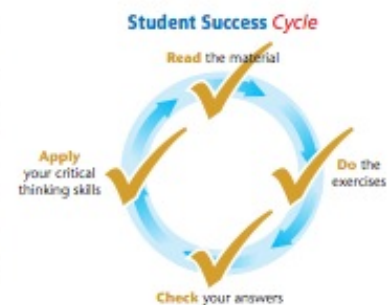 Student Success Cycle
Read the material
Do the
exercises
Check your answers
Apply
your critical
thinking skills